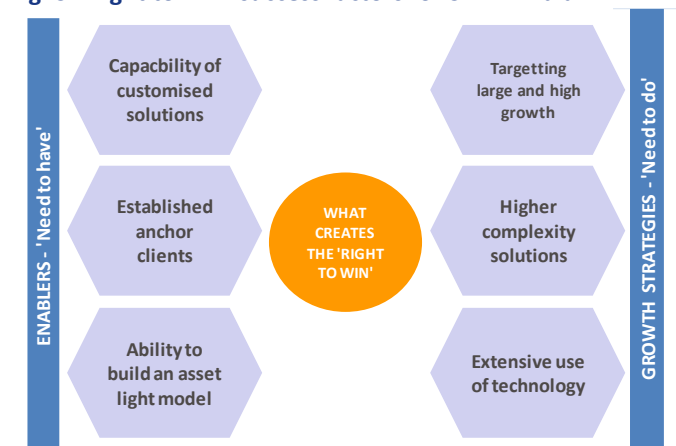 ENABLERS - 'Need to have'
Capacbility of
customised
solutions
Established
anchor
clients
Ability to
build an asset
light model
WHAT
CREATES
THE 'RIGHT
TO WIN'
Targetting
large and high
growth
Higher
complexity
solutions
Extensive use
of technology
GROWTH STRATEGIES - 'Need to do'